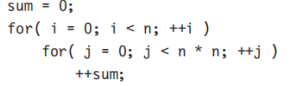 sum = 0;
for( i = 0; i < n; ++i )
    for( j = 0; j < n * n; ++j )
        ++sum;